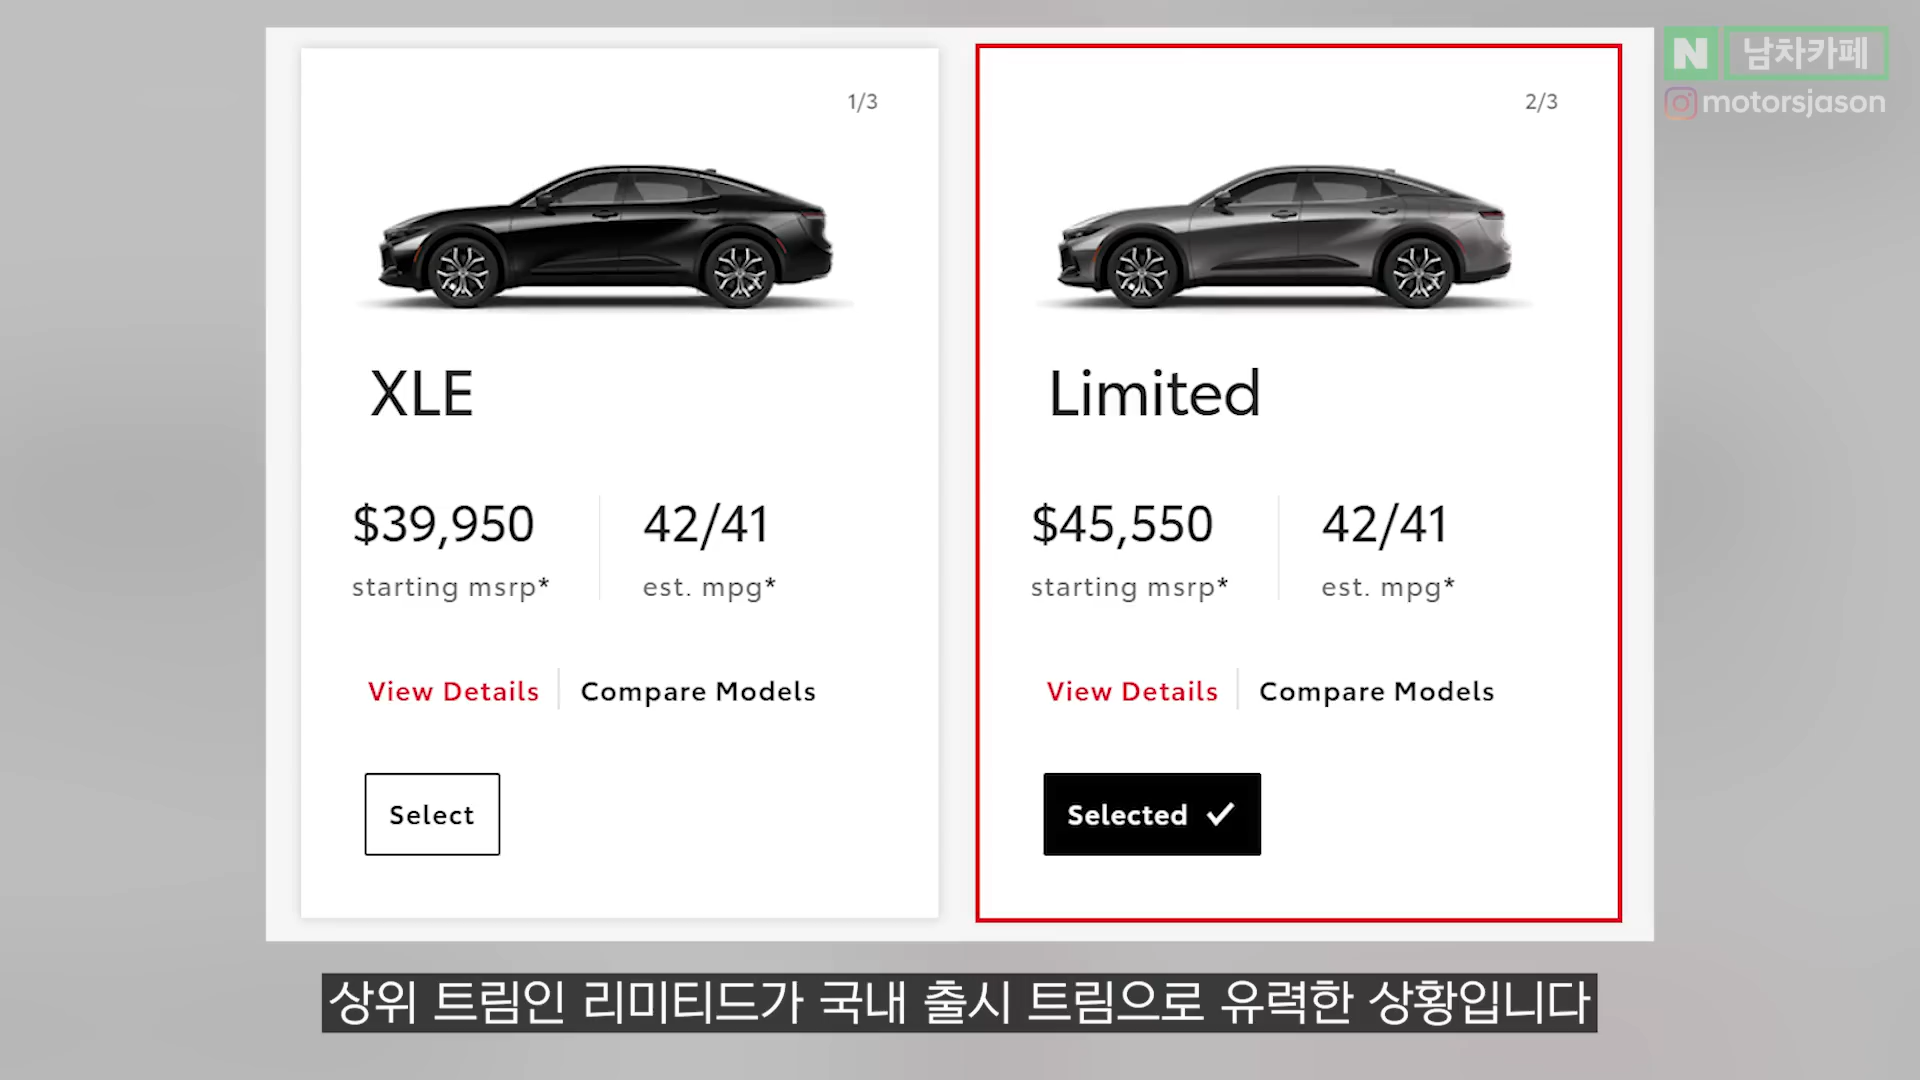 N 남차카페
motorsjason
1/3
XLE
$39,950
starting msrp*
42/41
est. mpg*
View Details
Compare Models
Select
2/3
Limited
$45,550
starting msrp*
42/41
est. mpg*
View Details
Compare Models
Selected
상위 트림인 리미티드가 국내 출시 트림으로 유력한 상황입니다